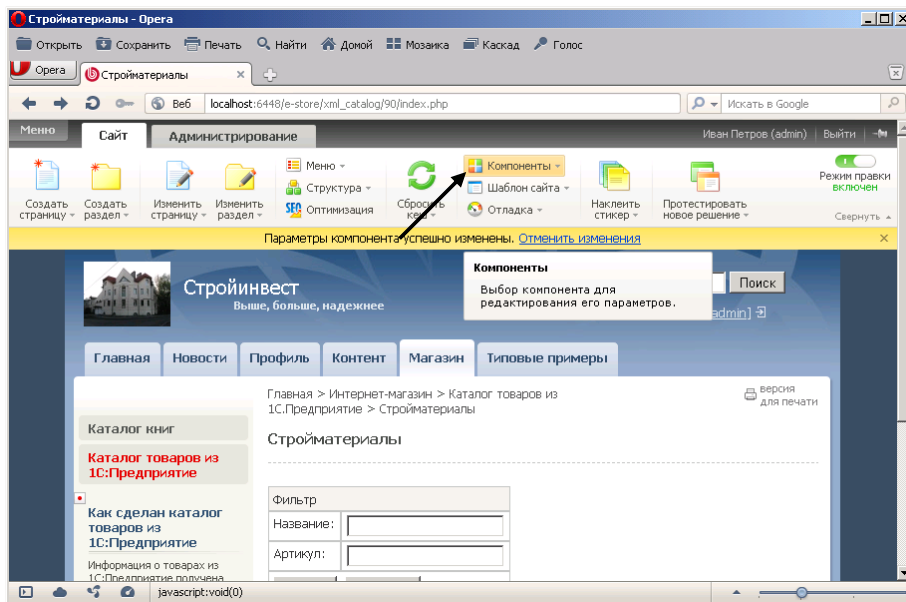 Стройматериалы - Opera
Открыть Сохранить Печать Найти Домой Мозаика Каскад Голос
Opera Стройматериалы
Веб localhost:6448/e-store/xml_catalog/90/index.php Искать в Google
Меню Сайт Администрирование Иван Петров (admin) Выйти
Создать страницу
Создать раздел
Изменить страницу
Изменить раздел
Меню
Структура
SEO Оптимизация
Сбросить кеш
Компоненты
Шаблон сайта
Отладка
Наклеить стикер
Протестировать новое решение
Режим правки
включен
Свернуть
Параметры компонента успешно изменены. Отменить изменения
Компоненты
Выбор компонента для
редактирования его параметров.
Стройинвест
Выше, больше, надежнее
Поиск
admin]
Главная Новости Профиль Контент Магазин Типовые примеры
Главная > Интернет-магазин > Каталог товаров из
1С.Предприятие > Стройматериалы
версия
для печати
Каталог книг
Каталог товаров из
1С:Предприятие
Как сделан каталог
товаров из
1С:Предприятие
Информация о товарах из
1С:Предприятие получена
Стройматериалы
Фильтр
Название:
Артикул:
javascript:void(0)